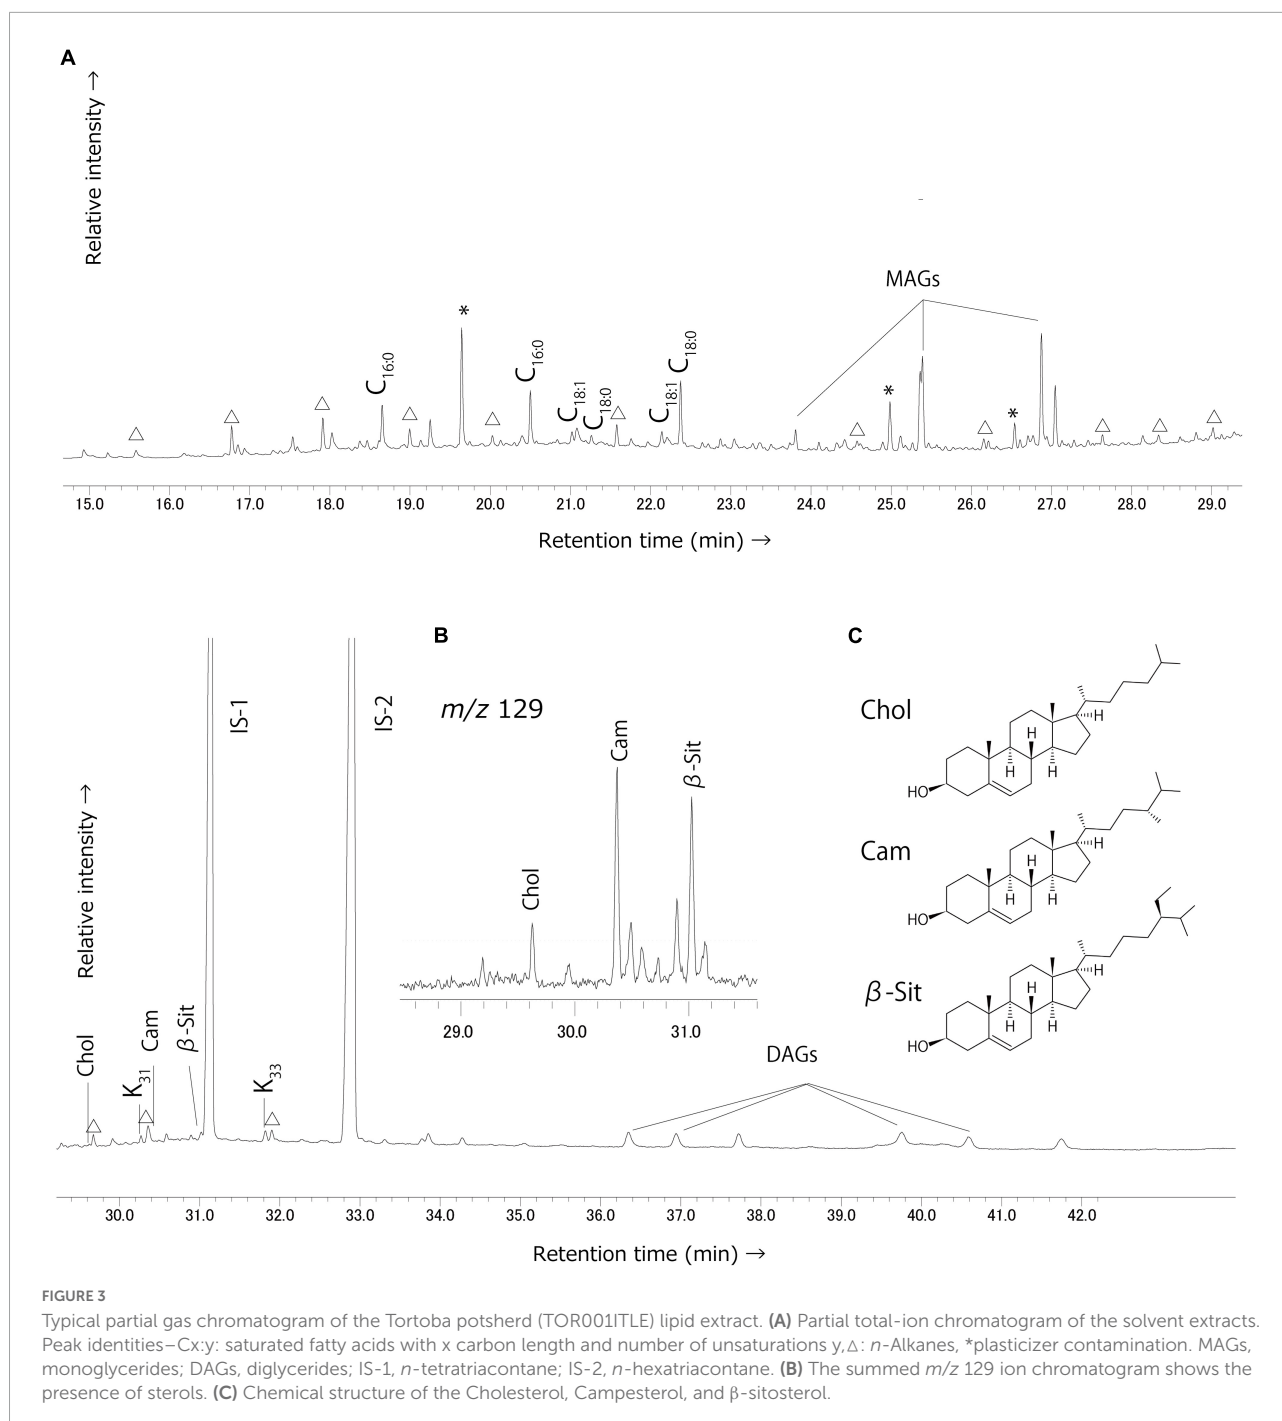 A
Relative intensity →
MAGs
*
C16:0
C16:0
C18:1
C18:0
C18:1
C18:0
*
*
15.0 16.0 17.0 18.0 19.0 20.0 21.0 22.0 23.0 24.0 25.0 26.0 27.0 28.0 29.0
Retention time (min) →
Relative intensity →
Chol
K31
Cam
β-Sit
IS-1
K33
IS-2
DAGs
30.0 31.0 32.0 33.0 34.0 35.0 36.0 37.0 38.0 39.0 40.0 41.0 42.0
Retention time (min) →
B
m/z 129
Chol
Cam
β-Sit
29.0 30.0 31.0
C
Chol
H
H
H
H
HO
Cam
H
H
H
H
HO
β-Sit
H
H
H
H
HO
FIGURE 3
Typical partial gas chromatogram of the Tortoba potsherd (TOR001ITLE) lipid extract. (A) Partial total-ion chromatogram of the solvent extracts.
Peak identities–Cx:y: saturated fatty acids with x carbon length and number of unsaturations y,△: n-Alkanes, *plasticizer contamination. MAGs,
monoglycerides; DAGs, diglycerides; IS-1, n-tetratriacontane; IS-2, n-hexatriacontane. (B) The summed m/z 129 ion chromatogram shows the
presence of sterols. (C) Chemical structure of the Cholesterol, Campesterol, and β-sitosterol.